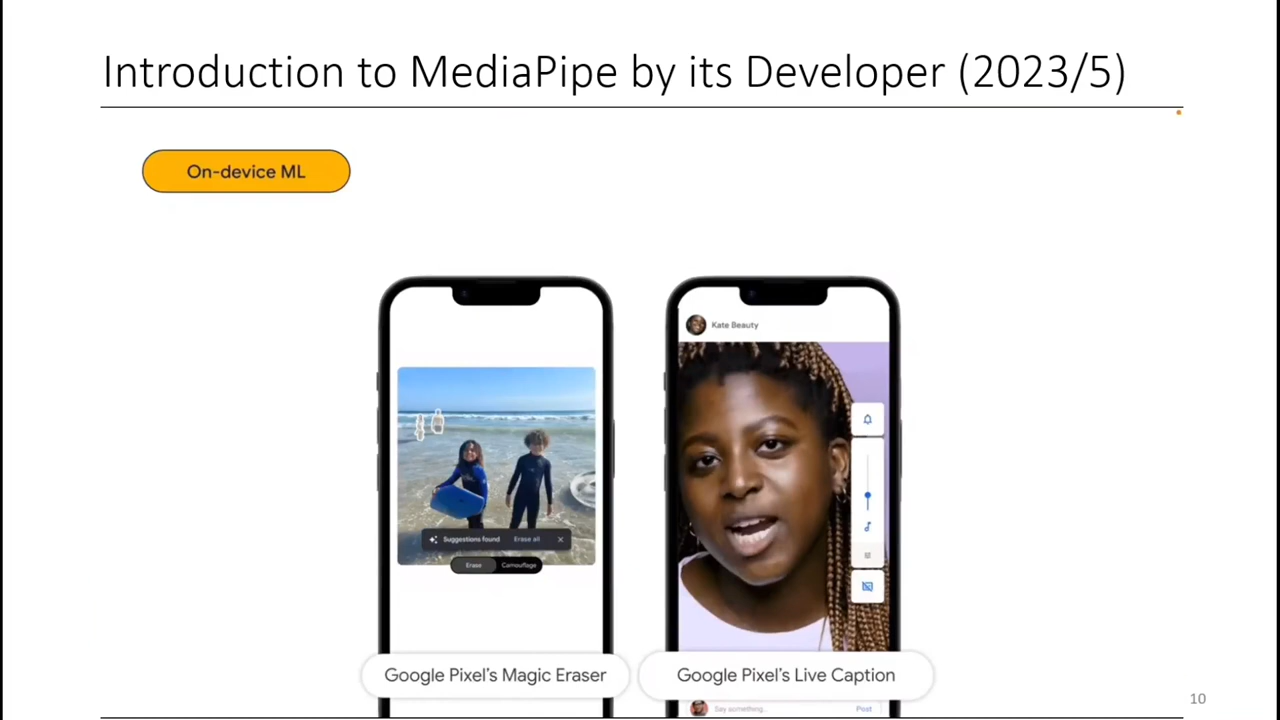 Introduction to MediaPipe by its Developer (2023/5)
On-device ML
Kate Beauty
Suggestions found Erase all
Erase Camouflage
Google Pixel's Magic Eraser
Google Pixel's Live Caption
Say something...
Post
10